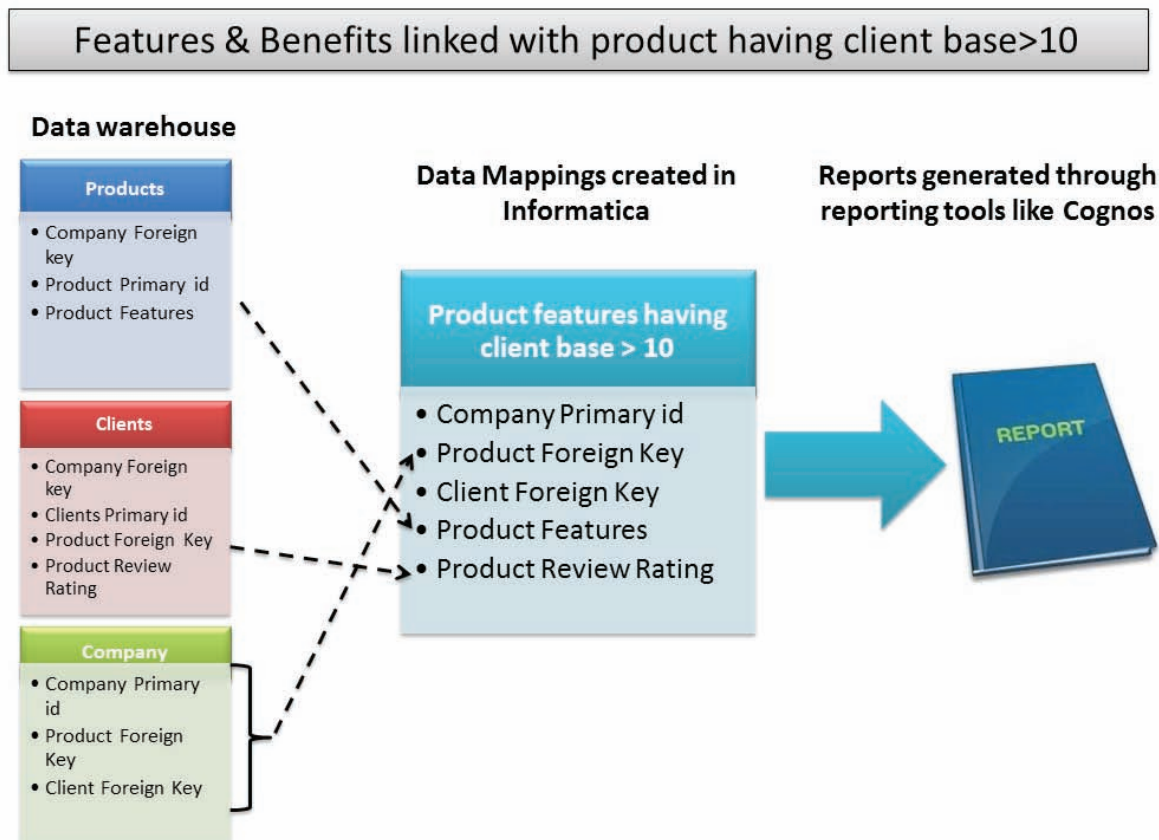 Features & Benefits linked with product having client base>10
Data warehouse
Products
• Company Foreign
key
• Product Primary id
• Product Features
Clients
• Company Foreign
key
• Clients Primary id
• Product Foreign Key
• Product Review
Rating
Company
• Company Primary
id
• Product Foreign
Key
• Client Foreign Key
Data Mappings created in
Informatica
Product features having
client base > 10
• Company Primary id
• Product Foreign Key
• Client Foreign Key
• Product Features
• Product Review Rating
Reports generated through
reporting tools like Cognos
REPORT